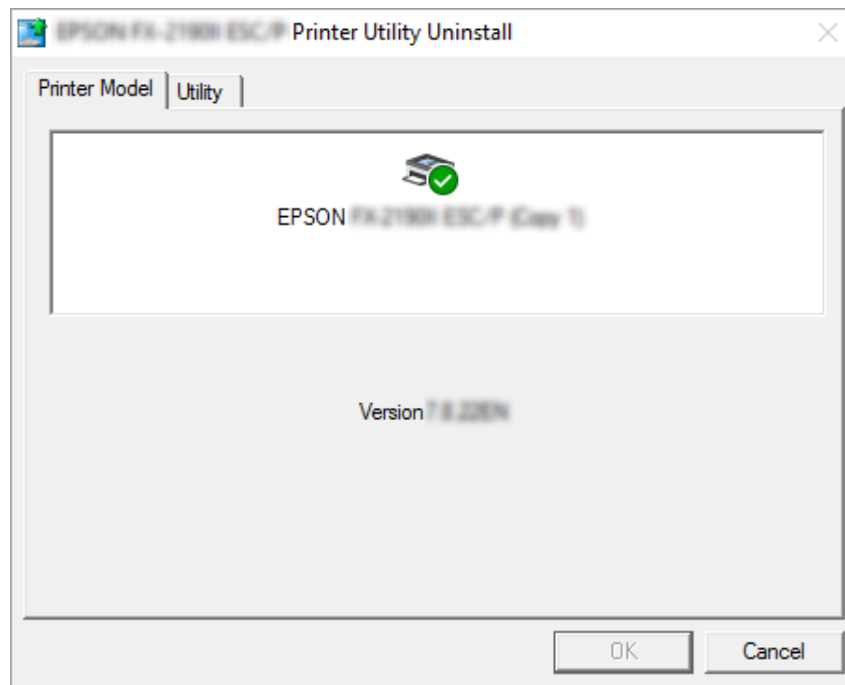 Printer Utility Uninstall
Printer Model
Utility
EPSON
Version
OK
Cancel